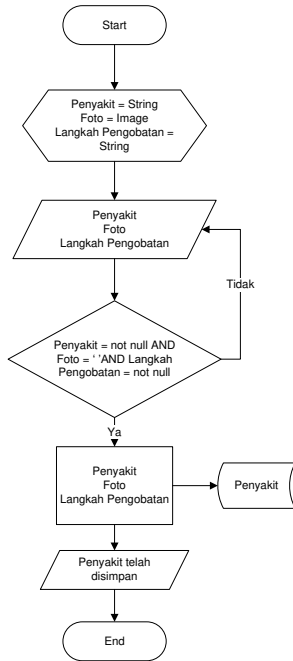 Start
Penyakit = String
Foto = Image
Langkah Pengobatan =
String
Penyakit
Foto
Langkah Pengobatan
Tidak
Penyakit = not null AND
Foto = ‘ ’AND Langkah
Pengobatan = not null
Ya
Penyakit
Foto
Langkah Pengobatan
Penyakit
Penyakit telah
disimpan
End